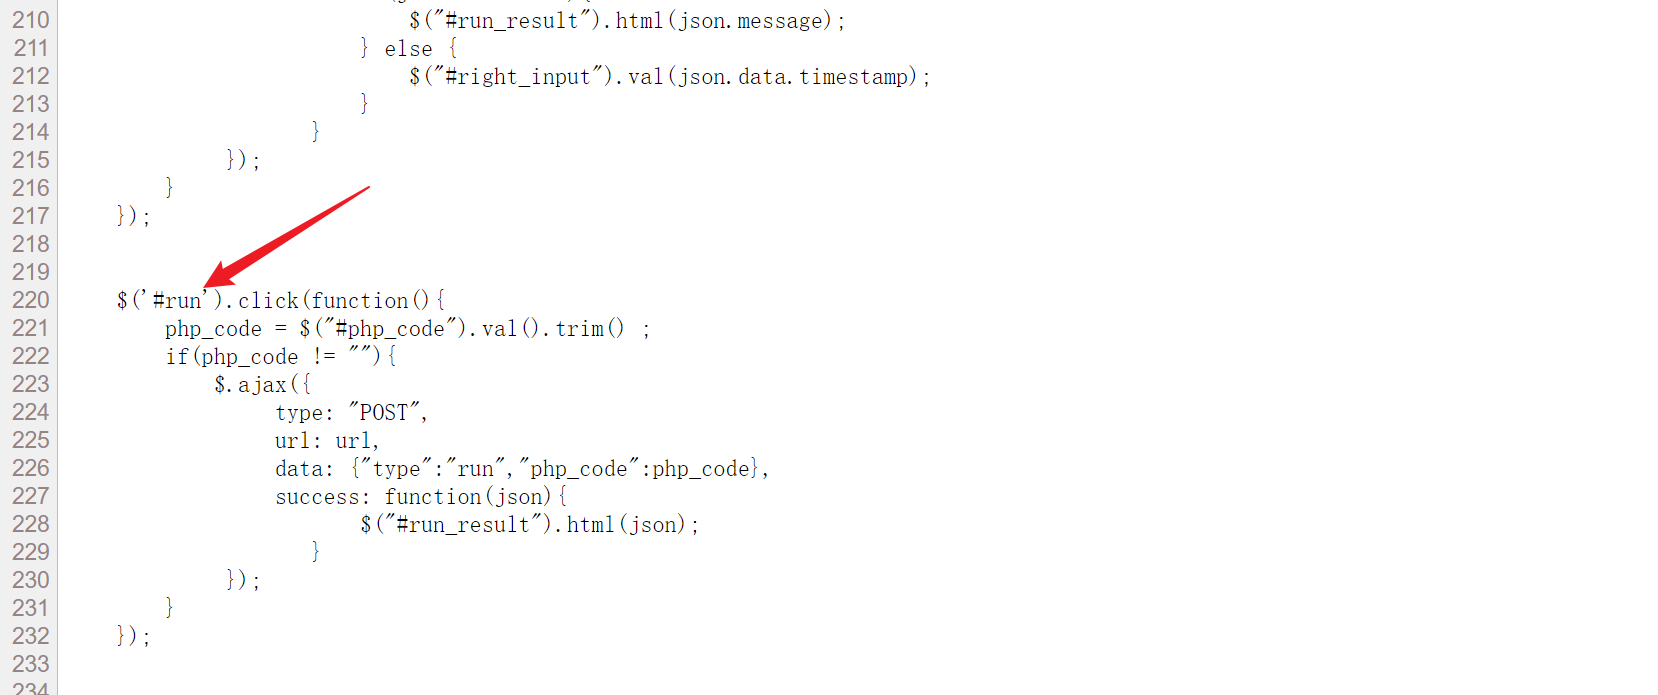 210 $("#run_result").html(json.message);
211 } else {
212 $("#right_input").val(json.data.timestamp);
213 }
214 }
215 });
216 }
217 });
218
219
220 $('#run').click(function(){
221 php_code = $("#php_code").val().trim() ;
222 if(php_code != ""){
223 $.ajax({
224 type: "POST",
225 url: url,
226 data: {"type":"run","php_code":php_code},
227 success: function(json){
228 $("#run_result").html(json);
229 }
230 });
231 }
232 });
233
234